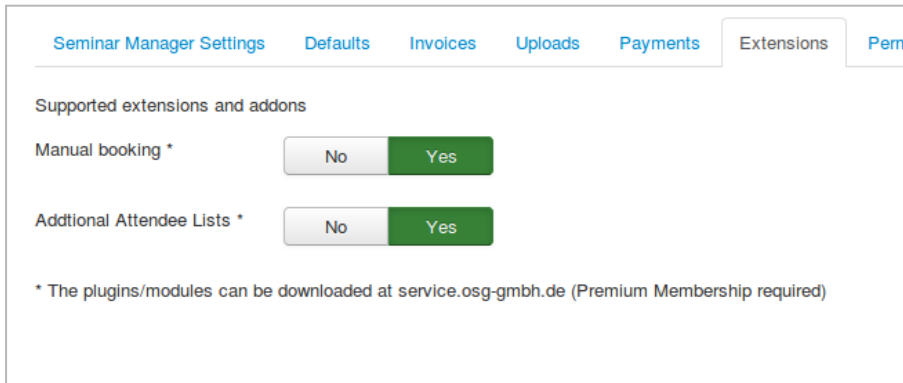 Seminar Manager Settings Defaults Invoices Uploads Payments Extensions
Supported extensions and addons
Manual booking * No Yes
Addtional Attendee Lists * No Yes
* The plugins/modules can be downloaded at service.osg-gmbh.de (Premium Membership required)